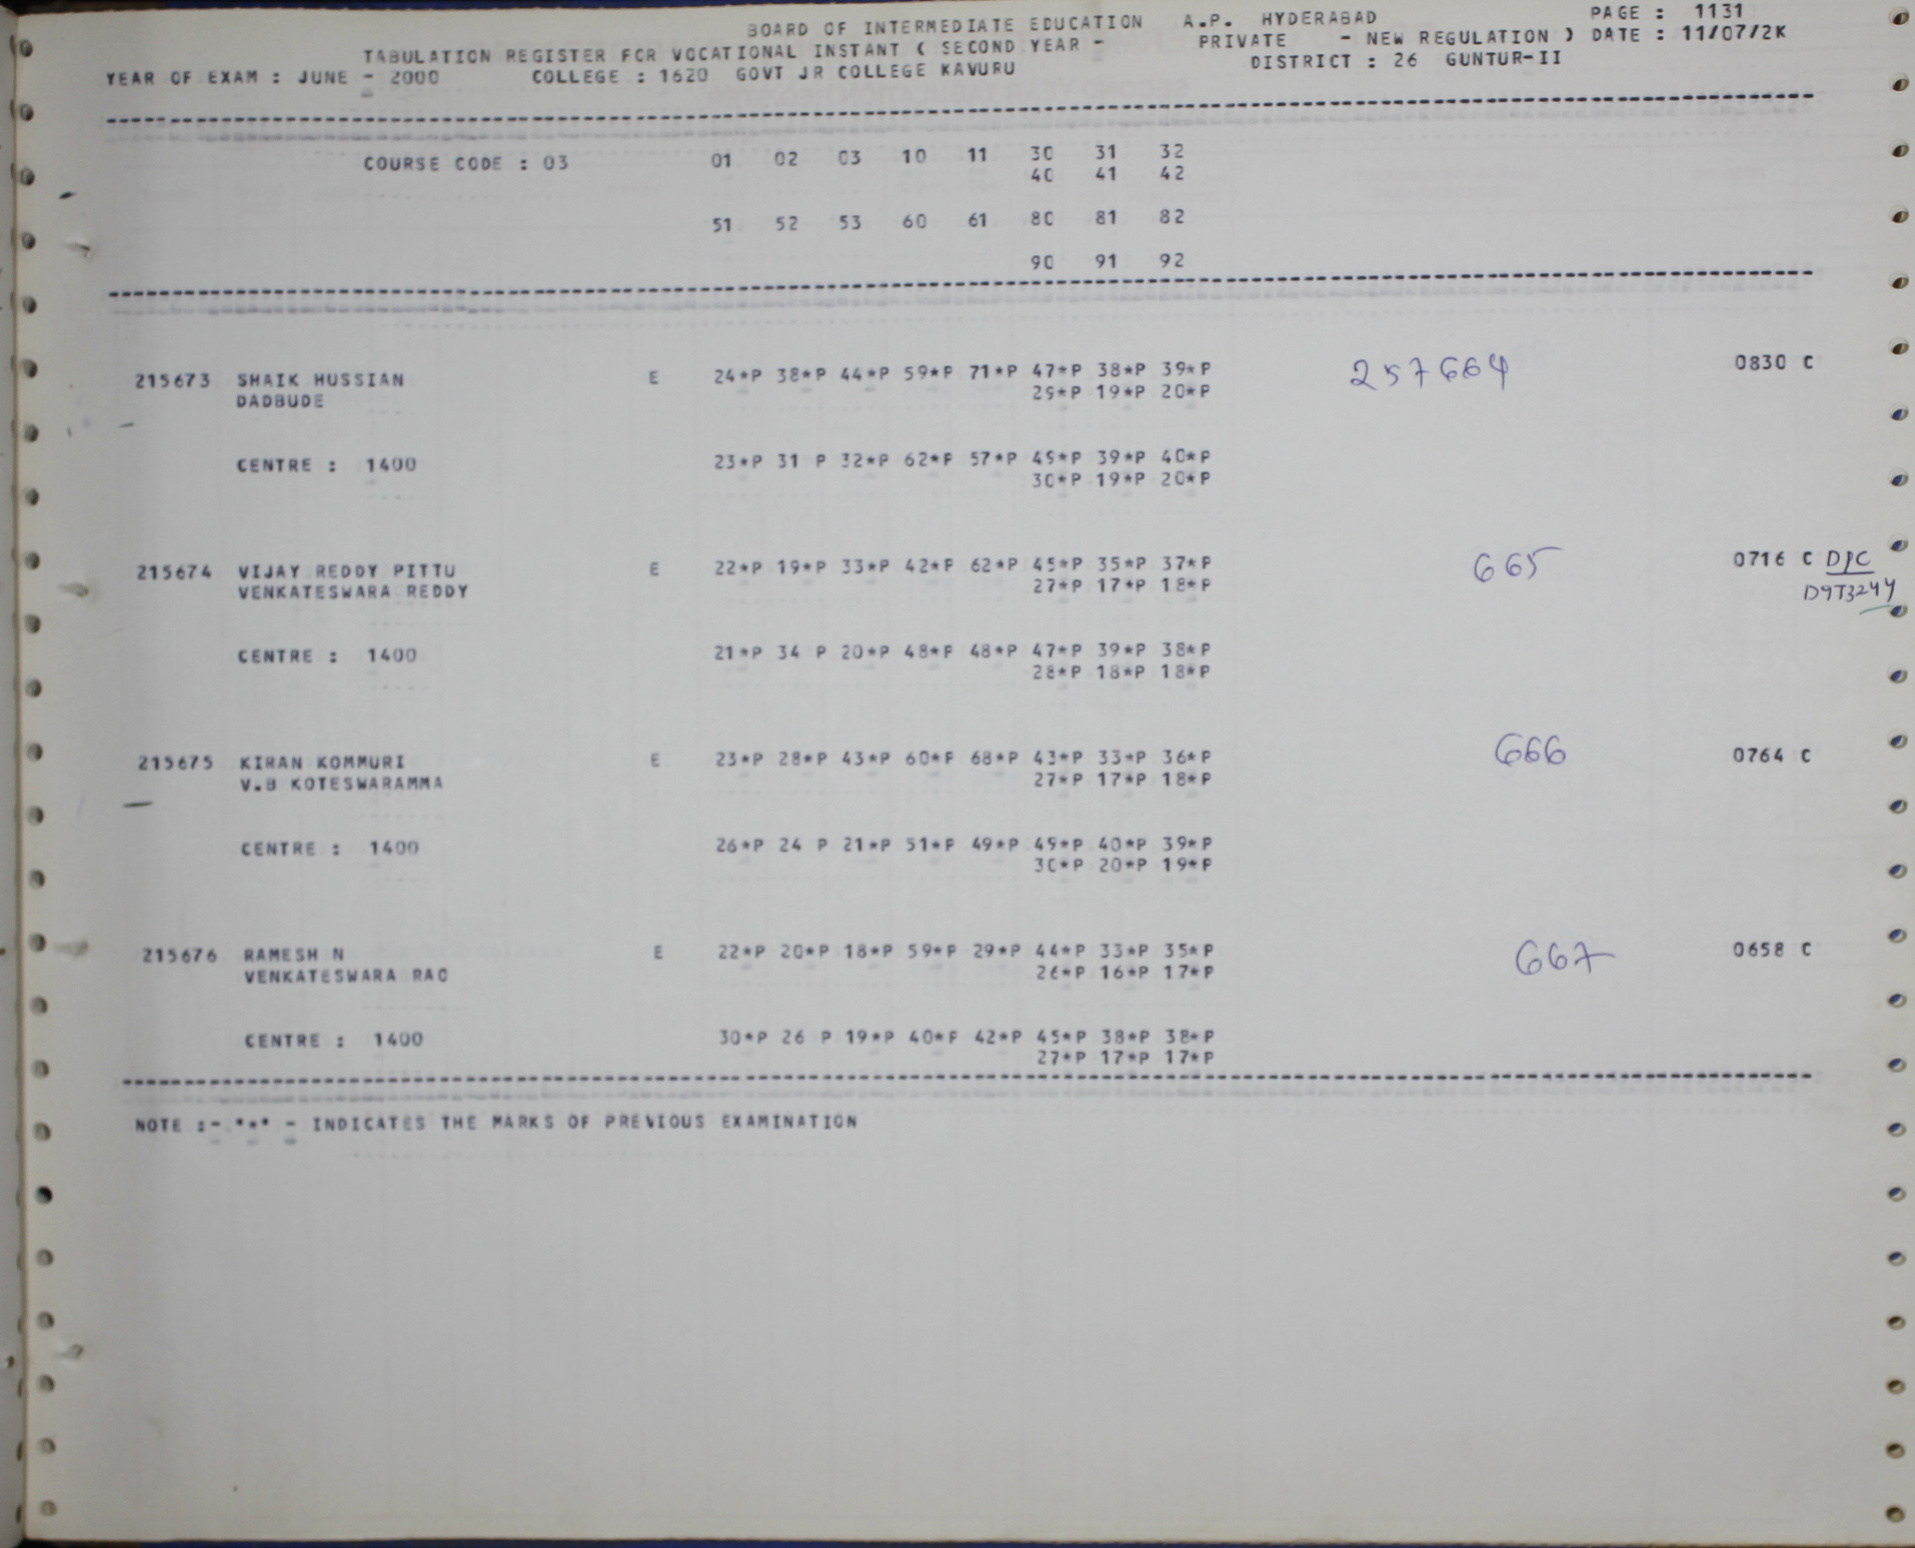 BOARD OF INTERMEDIATE EDUCATION A.P. HYDERABAD PAGE : 1131
TABULATION REGISTER FOR VOCATIONAL INSTANT ( SECOND YEAR - PRIVATE - NEW REGULATION ) DATE : 11/07/2K
YEAR OF EXAM : JUNE - 2000 COLLEGE : 1620 GOVT JR COLLEGE KAVURU DISTRICT : 26 GUNTUR-II
COURSE CODE : 03 01 02 03 10 11 30 31 32
40 41 42
51 52 53 60 61 80 81 82
90 91 92
215673 SHAIK HUSSIAN E 24*P 38*P 44*P 59*P 71*P 47*P 38*P 39*P 257664 0830 C
DADBUDE 29*P 19*P 20*P
CENTRE : 1400 23*P 31 P 32*P 62*P 57*P 49*P 39*P 40*P
30*P 19*P 20*P
215674 VIJAY REDDY PITTU E 22*P 19*P 33*P 42*P 62*P 45*P 35*P 37*P 665 0716 C D/C
VENKATESWARA REDDY 27*P 17*P 18*P D9T3244
CENTRE : 1400 21*P 34 P 20*P 48*P 48*P 47*P 39*P 38*P
28*P 18*P 18*P
215675 KIRAN KOMMURI E 23*P 28*P 43*P 60*P 68*P 43*P 33*P 36*P 666 0764 C
V.B KOTESWARAMMA 27*P 17*P 18*P
CENTRE : 1400 26*P 24 P 21*P 51*P 49*P 49*P 40*P 39*P
30*P 20*P 19*P
215676 RAMESH N E 22*P 20*P 18*P 59*P 29*P 44*P 33*P 35*P 667 0658 C
VENKATESWARA RAO 26*P 16*P 17*P
CENTRE : 1400 30*P 26 P 19*P 40*P 42*P 45*P 38*P 38*P
27*P 17*P 17*P
NOTE :- "*" - INDICATES THE MARKS OF PREVIOUS EXAMINATION